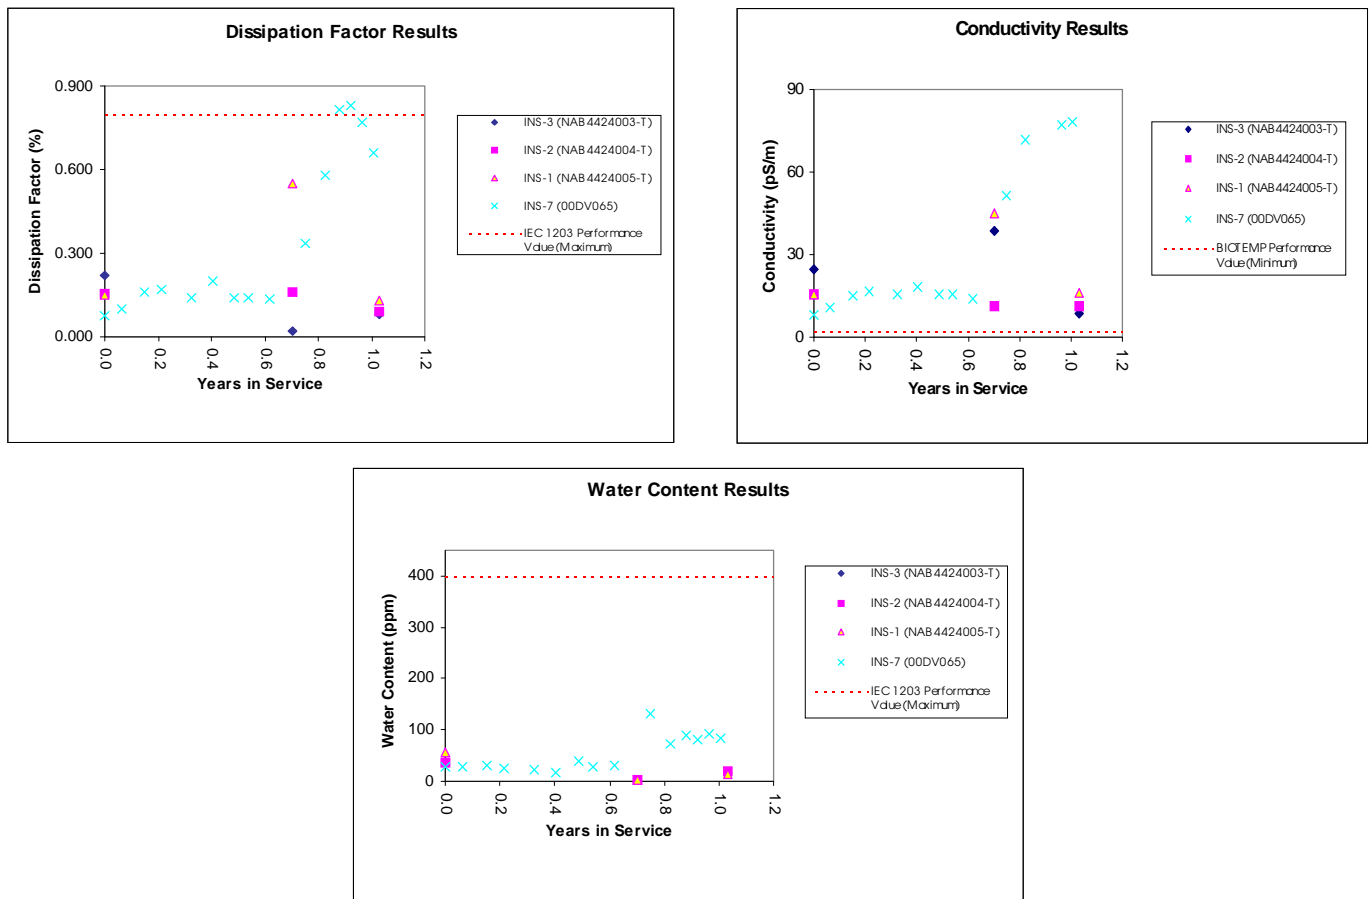 Dissipation Factor Results
Dissipation Factor (%)
0.900
0.600
0.300
0.000
0.0
0.2
0.4
0.6
0.8
1.0
1.2
Years in Service
INS-3 (NAB4424003-T)
INS-2 (NAB4424004-T)
INS-1 (NAB4424005-T)
INS-7 (00DV065)
IEC 1203 Performance
Value (Maximum)
Conductivity Results
Conductivity (pS/m)
90
60
30
0
0.0
0.2
0.4
0.6
0.8
1.0
1.2
Years in Service
INS-3 (NAB4424003-T)
INS-2 (NAB4424004-T)
INS-1 (NAB4424005-T)
INS-7 (00DV065)
BIOTEMP Performance
Value (Minimum)
Water Content Results
Water Content (ppm)
400
300
200
100
0
0.0
0.2
0.4
0.6
0.8
1.0
1.2
Years in Service
INS-3 (NAB4424003-T)
INS-2 (NAB4424004-T)
INS-1 (NAB4424005-T)
INS-7 (00DV065)
IEC 1203 Performance
Value (Maximum)